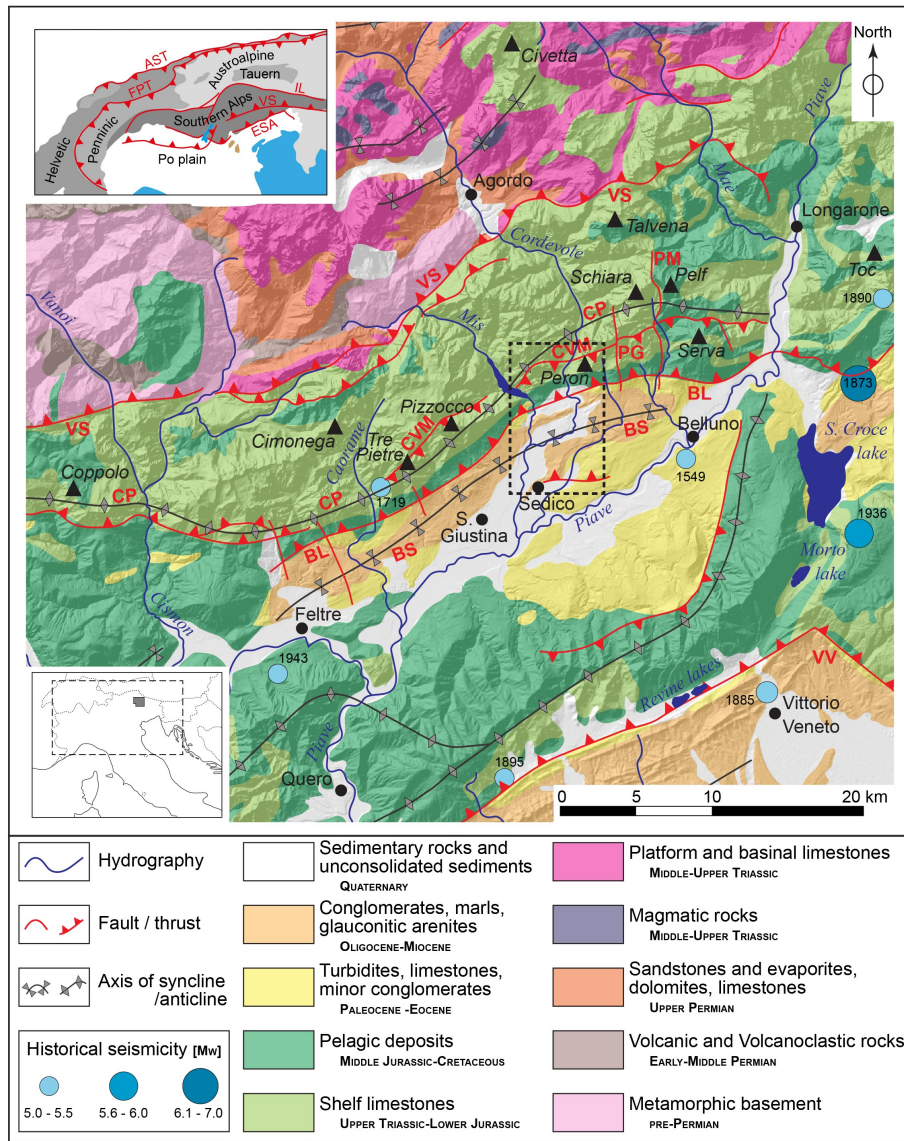 AST
FPT
Austroalpine
Tauern
IL
Southern Alps
VS
ESA
Helvetic
Penninic
Po plain
North
Civetta
Piave
Agordo
Mae
VS
Talvena
Longarone
Cordevole
Schiara
PM
Pelf
Toc
1890
Vanoi
VS
Mis
CP
CVM
PG
Serva
Peron
BL
1873
VS
Pizzocco
Cimonega
Caorame
Tre
Pietre
CVM
BS
Belluno
S. Croce
lake
Coppolo
CP
1719
CP
Sedico
1549
S.
Giustina
Piave
1936
BL
BS
Morto
lake
Cismon
Feltre
1943
VV
Revine lakes
1885
Vittorio
Veneto
Piave
Quero
1895
0 5 10 20 km
Hydrography
Fault / thrust
Axis of syncline
/anticline
Historical seismicity [Mw]
5.0 - 5.5 5.6 - 6.0 6.1 - 7.0
Sedimentary rocks and
unconsolidated sediments
Quaternary
Conglomerates, marls,
glauconitic arenites
Oligocene-Miocene
Turbidites, limestones,
minor conglomerates
Paleocene -Eocene
Pelagic deposits
Middle Jurassic-Cretaceous
Shelf limestones
Upper Triassic-Lower Jurassic
Platform and basinal limestones
Middle-Upper Triassic
Magmatic rocks
Middle-Upper Triassic
Sandstones and evaporites,
dolomites, limestones
Upper Permian
Volcanic and Volcanoclastic rocks
Early-Middle Permian
Metamorphic basement
pre-Permian